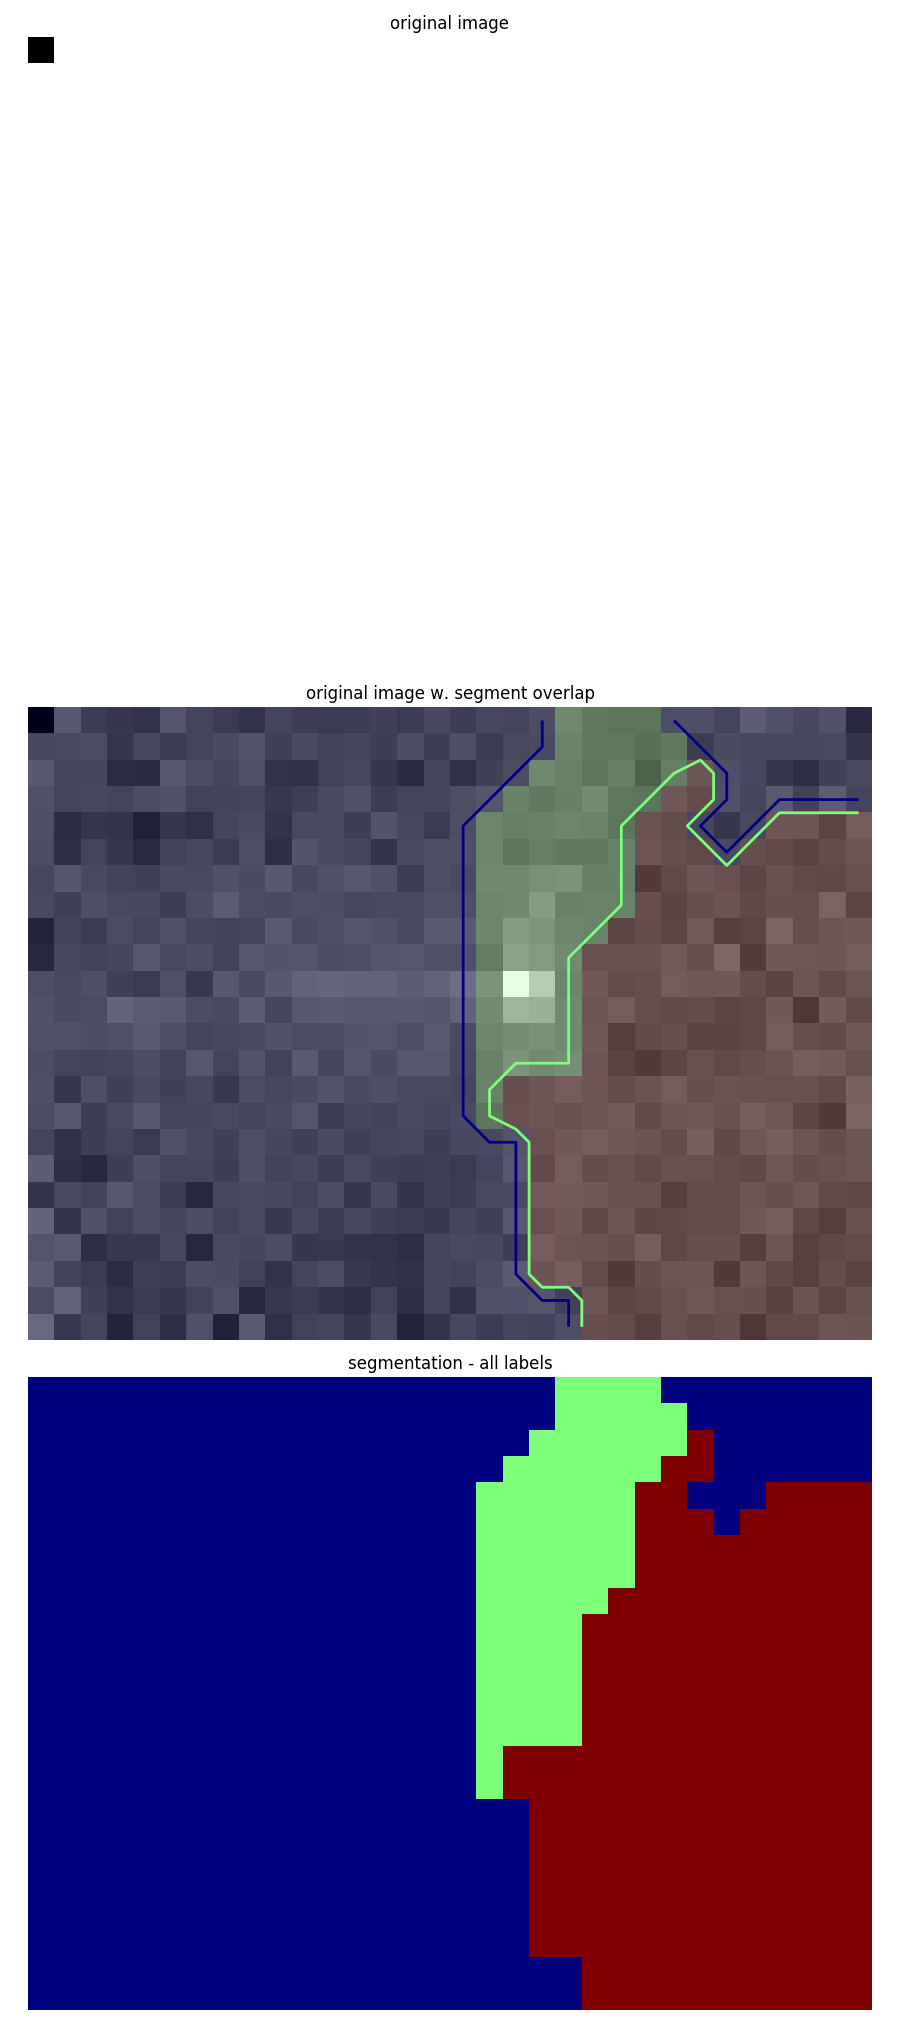 original image
original image w. segment overlap
segmentation - all labels